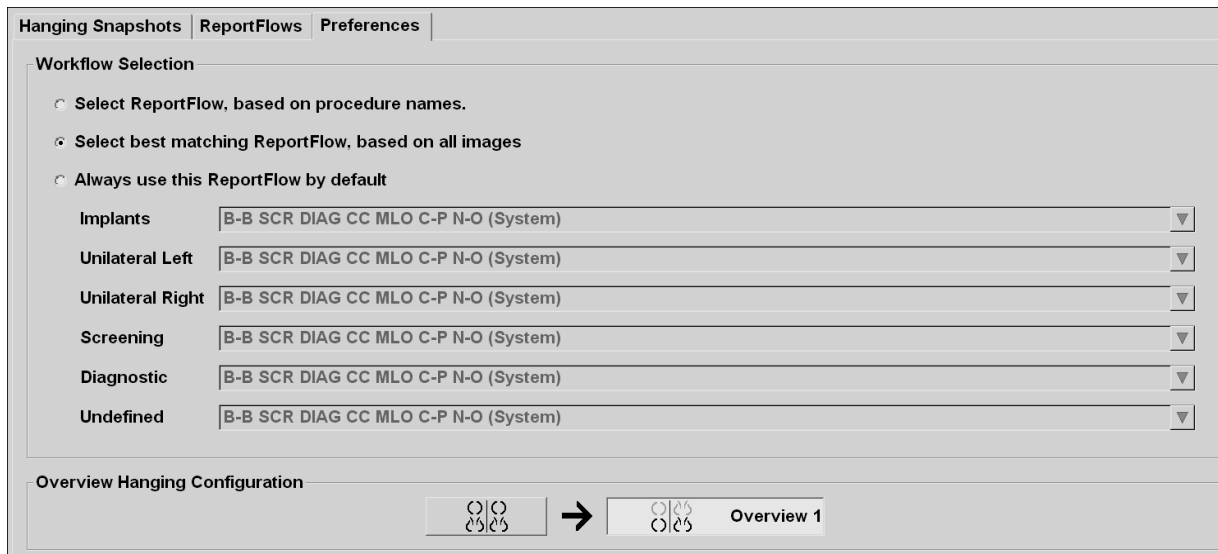 Hanging Snapshots ReportFlows Preferences
Workflow Selection
Select ReportFlow, based on procedure names.
Select best matching ReportFlow, based on all images
Always use this ReportFlow by default
Implants B-B SCR DIAG CC MLO C-P N-O (System)
Unilateral Left B-B SCR DIAG CC MLO C-P N-O (System)
Unilateral Right B-B SCR DIAG CC MLO C-P N-O (System)
Screening B-B SCR DIAG CC MLO C-P N-O (System)
Diagnostic B-B SCR DIAG CC MLO C-P N-O (System)
Undefined B-B SCR DIAG CC MLO C-P N-O (System)
Overview Hanging Configuration
Overview 1